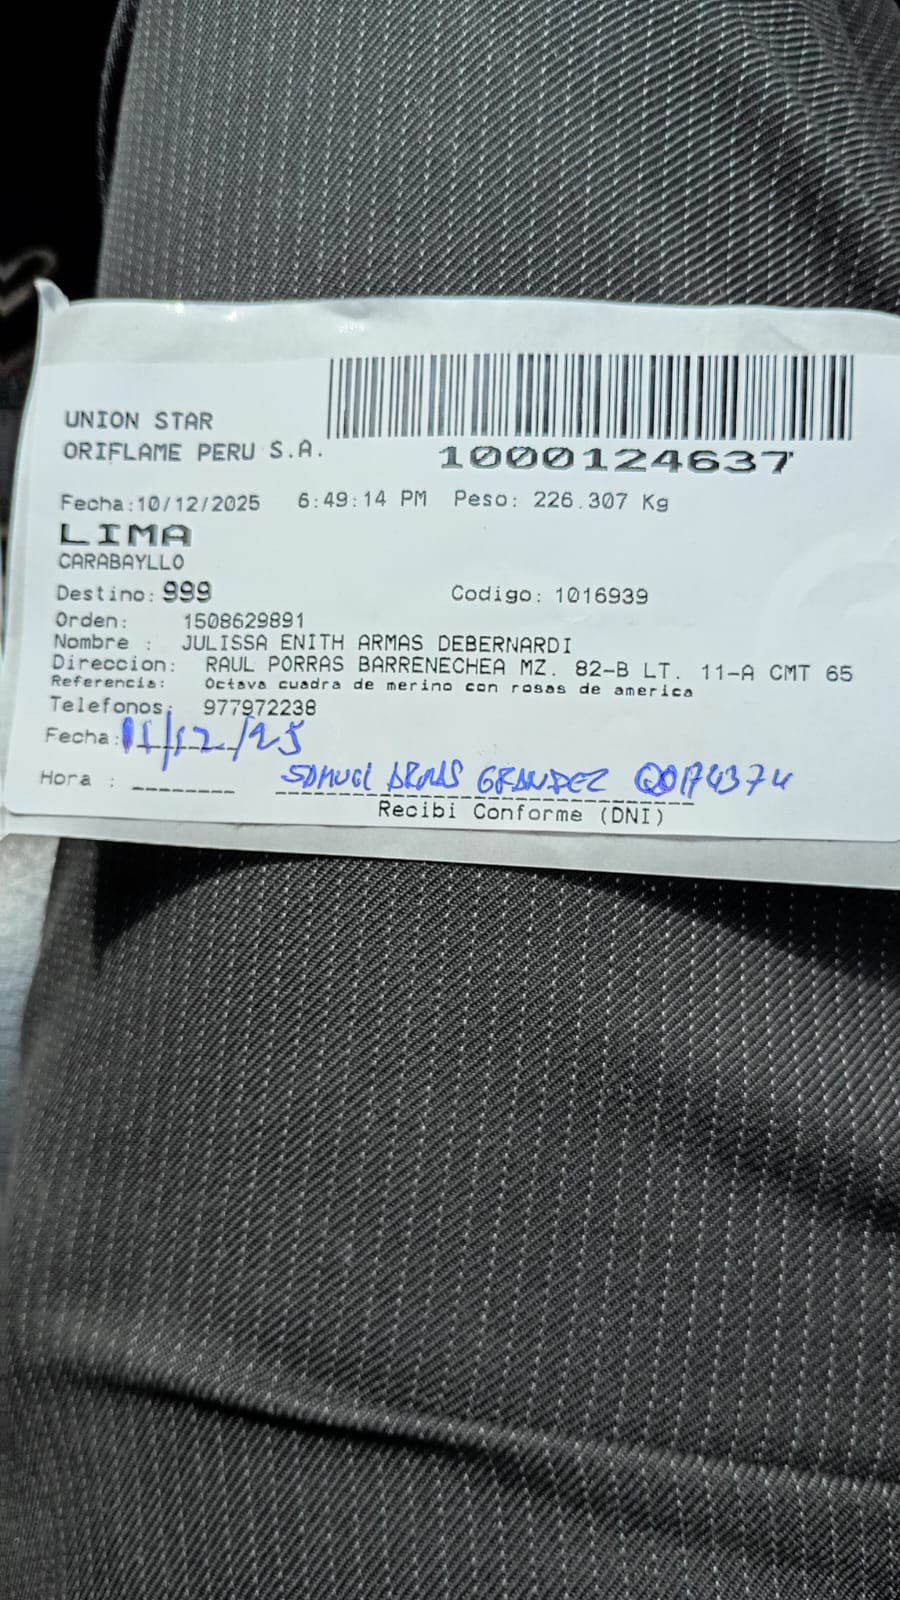 UNION STAR
ORIFLAME PERU S.A.
1000124637
Fecha:10/12/2025 6:49:14 PM Peso: 226.307 Kg
LIMA
CARABAYLLO
Destino: 999 Codigo: 1016939
Orden: 1508629891
Nombre : JULISSA ENITH ARMAS DEBERNARDI
Direccion: RAUL PORRAS BARRENECHEA MZ. 82-B LT. 11-A CMT 65
Referencia: Octava cuadra de merino con rosas de america
Telefonos: 977972238
Fecha: 11/12/25
Hora : SAMUEL ARMAS GRANDEZ
Recibi Conforme (DNI)